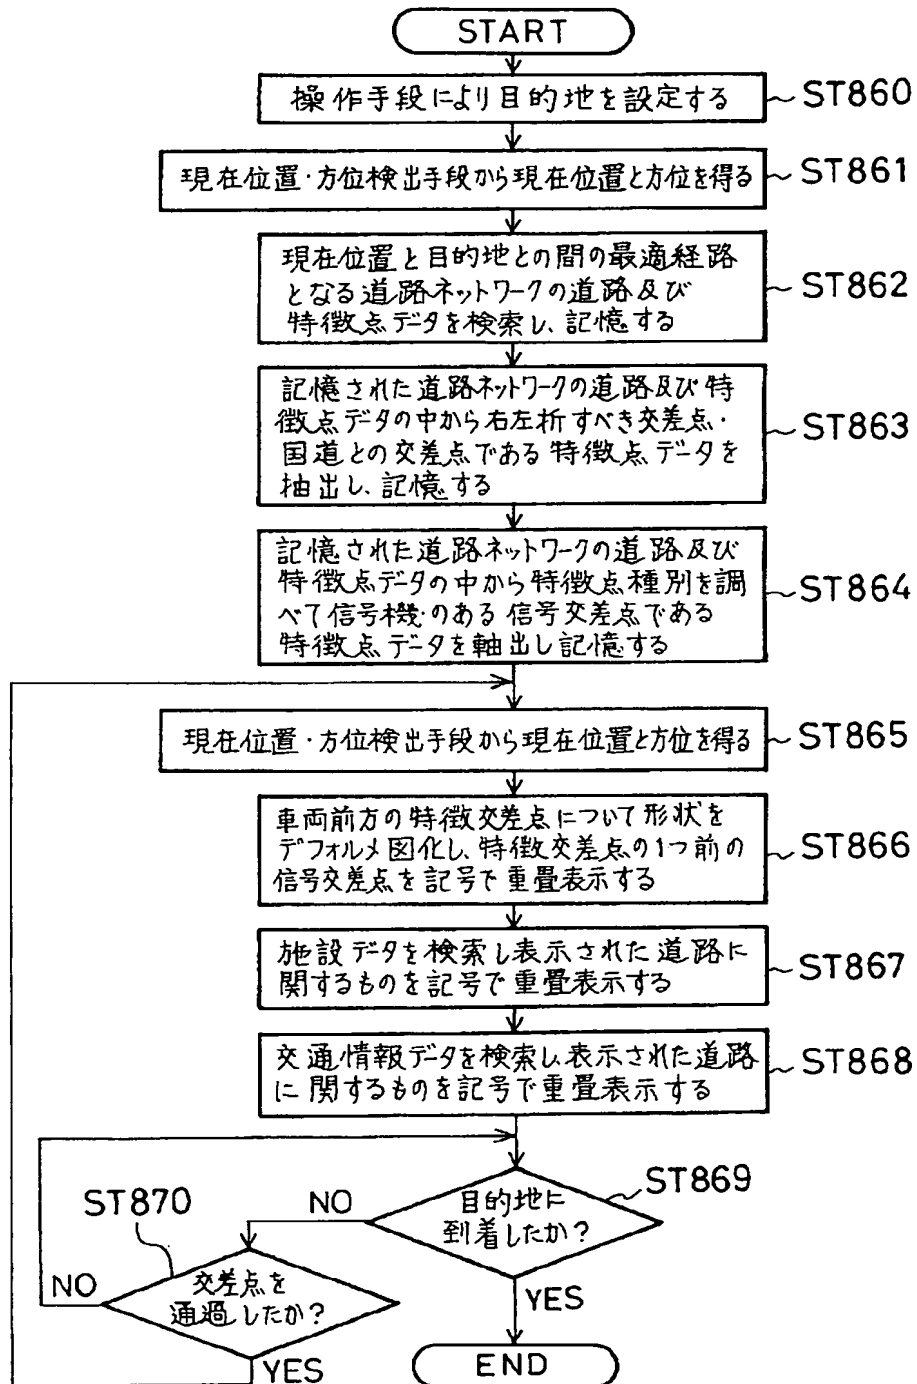 START
操作手段により目的地を設定する
ST860
現在位置・方位検出手段から現在位置と方位を得る
ST861
現在位置と目的地との間の最適経路
となる道路ネットワークの道路及び
特徴点データを検索し、記憶する
ST862
記憶された道路ネットワークの道路及び特
徴点データの中から右左折すべき交差点・
国道との交差点である特徴点データを
抽出し、記憶する
ST863
記憶された道路ネットワークの道路及び
特徴点データの中から特徴点種別を調
べて信号機のある信号交差点である
特徴点データを軸出し記憶する
ST864
現在位置・方位検出手段から現在位置と方位を得る
ST865
車両前方の特徴交差点について形状を
デフォルメ図化し、特徴交差点の1つ前の
信号交差点を記号で重畳表示する
ST866
施設データを検索し表示された道路に
関するものを記号で重畳表示する
ST867
交通情報データを検索し、表示された道路
に関するものを記号で重畳表示する
ST868
目的地に
到着したか?
ST869
NO
YES
ST870
交差点を
通過したか?
NO
YES
END